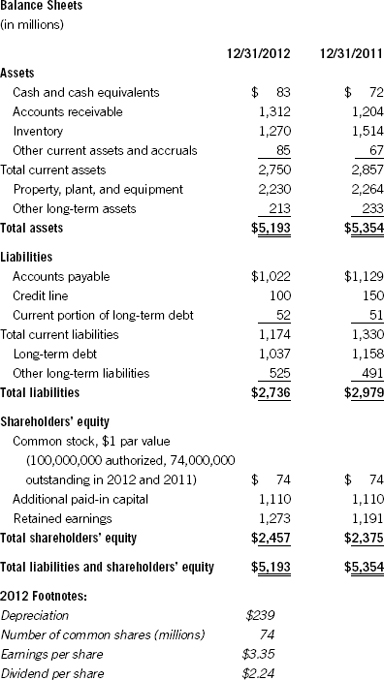 Balance Sheets
(in millions)
12/31/2012 12/31/2011
Assets
Cash and cash equivalents $ 83 $ 72
Accounts receivable 1,312 1,204
Inventory 1,270 1,514
Other current assets and accruals 85 67
Total current assets 2,750 2,857
Property, plant, and equipment 2,230 2,264
Other long-term assets 213 233
Total assets $5,193 $5,354
Liabilities
Accounts payable $1,022 $1,129
Credit line 100 150
Current portion of long-term debt 52 51
Total current liabilities 1,174 1,330
Long-term debt 1,037 1,158
Other long-term liabilities 525 491
Total liabilities $2,736 $2,979
Shareholders' equity
Common stock, $1 par value
(100,000,000 authorized, 74,000,000
outstanding in 2012 and 2011) $ 74 $ 74
Additional paid-in capital 1,110 1,110
Retained earnings 1,273 1,191
Total shareholders' equity $2,457 $2,375
Total liabilities and shareholders' equity $5,193 $5,354
2012 Footnotes:
Depreciation $239
Number of common shares (millions) 74
Earnings per share $3.35
Dividend per share $2.24